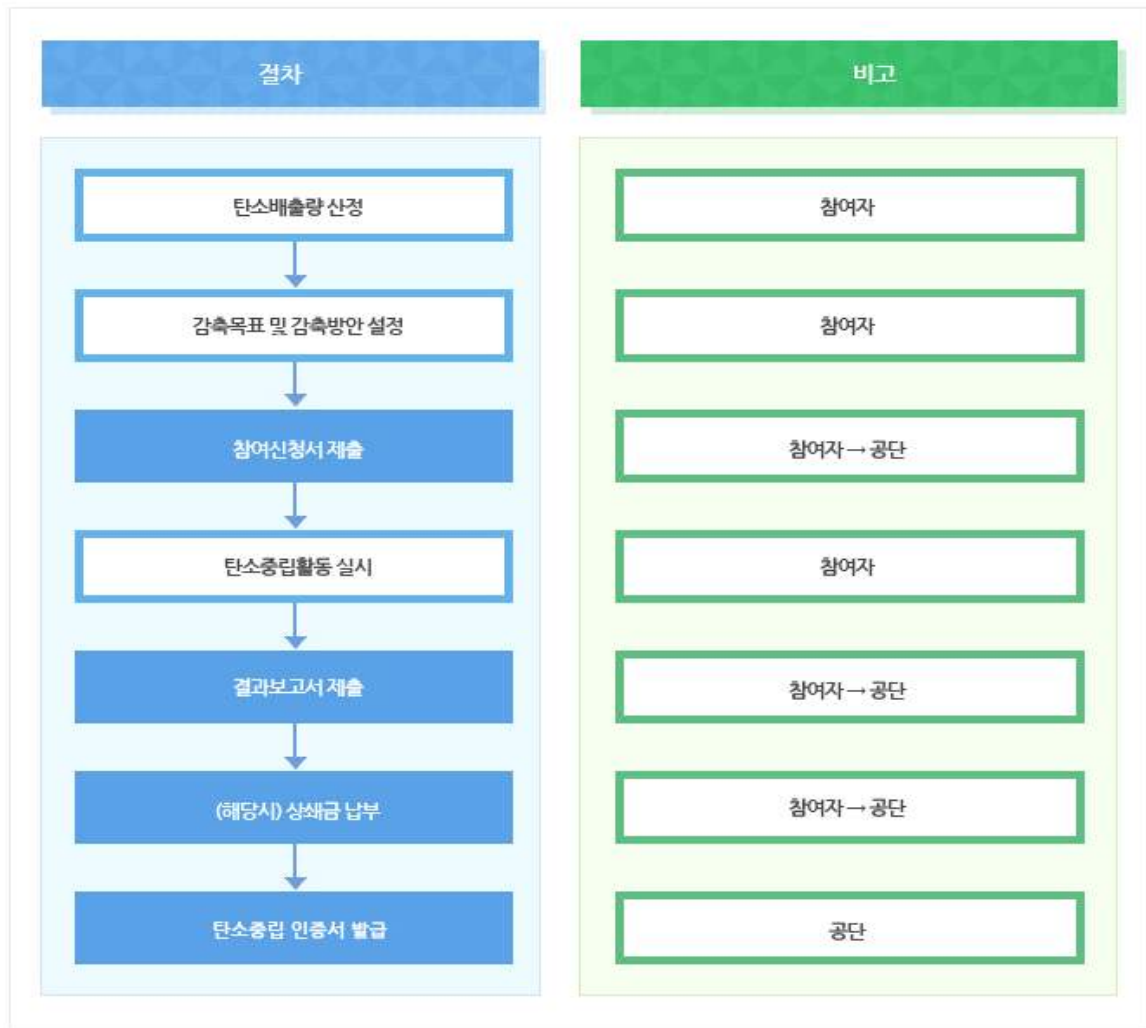 절차
비고
탄소배출량 산정
참여자
감축목표 및 감축방안 설정
참여자
참여신청서 제출
참여자 → 공단
탄소중립활동 실시
참여자
결과보고서 제출
참여자 → 공단
(해당시) 상쇄금 납부
참여자 → 공단
탄소중립 인증서 발급
공단